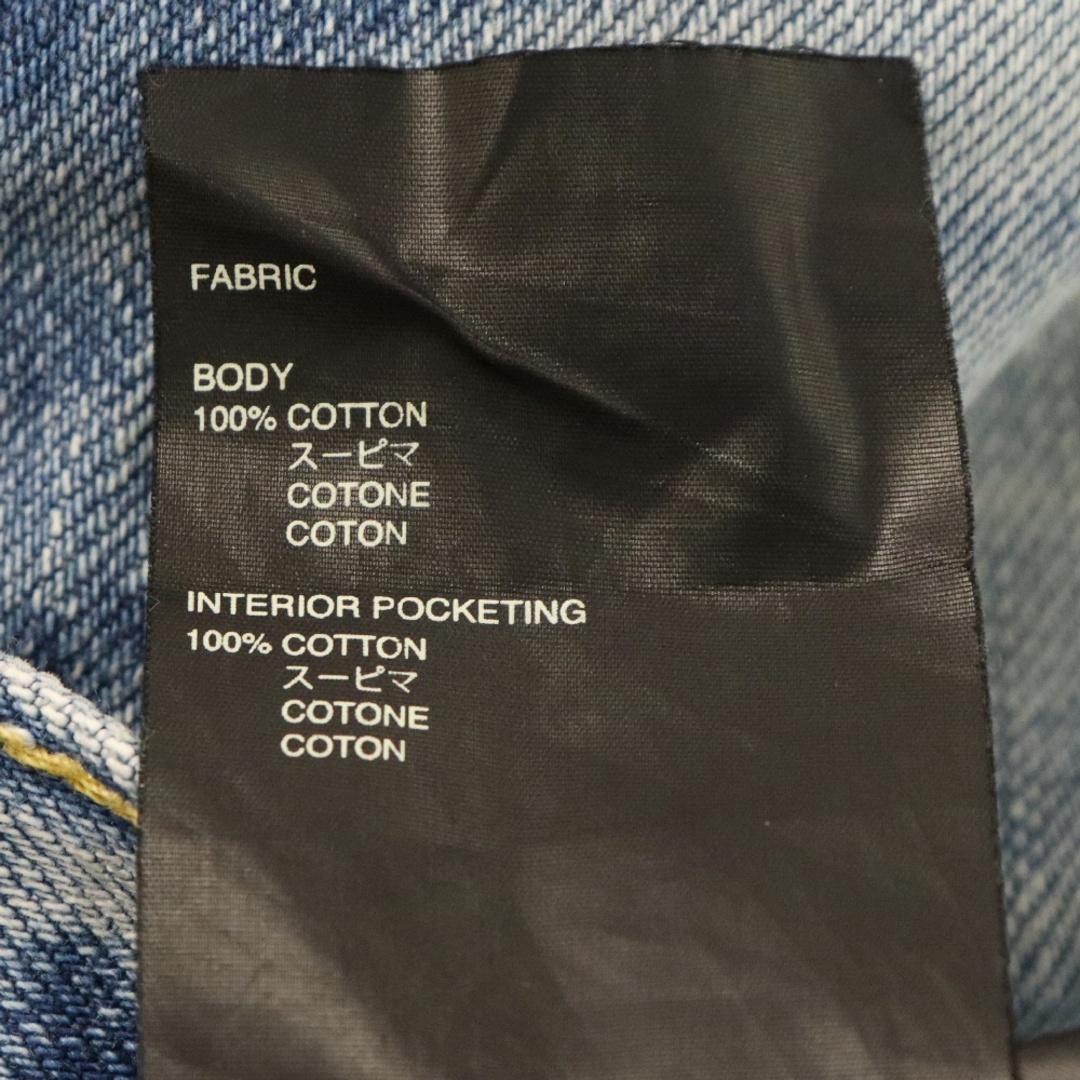 FABRIC
BODY
100% COTTON
スーピマ
COTONE
COTON
INTERIOR POCKETING
100% COTTON
スーピマ
COTONE
COTON